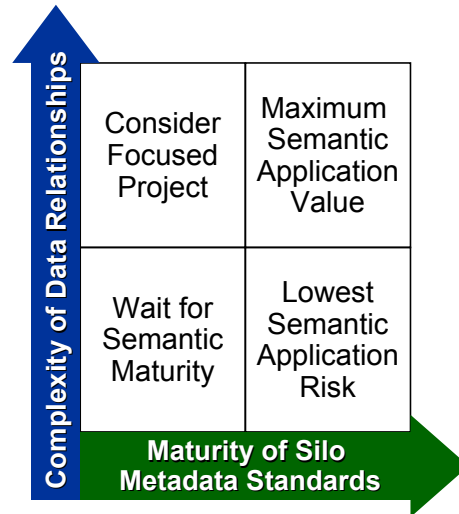 Complexity of Data Relationships
Consider
Focused
Project
Maximum
Semantic
Application
Value
Wait for
Semantic
Maturity
Lowest
Semantic
Application
Risk
Maturity of Silo
Metadata Standards